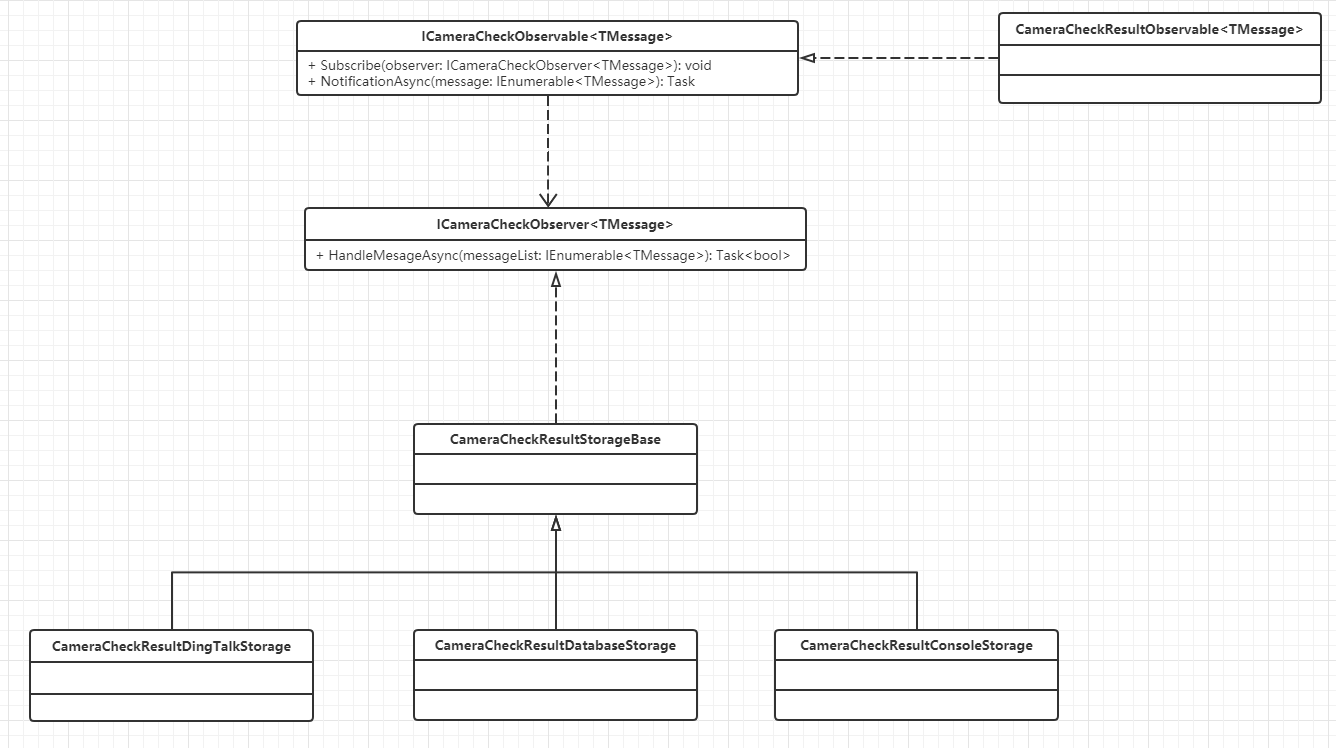 ICameraCheckObservable<TMessage>
+ Subscribe(observer: ICameraCheckObserver<TMessage>): void
+ NotificationAsync(message: IEnumerable<TMessage>): Task
CameraCheckResultObservable<TMessage>
ICameraCheckObserver<TMessage>
+ HandleMesageAsync(messageList: IEnumerable<TMessage>): Task<bool>
CameraCheckResultStorageBase
CameraCheckResultDingTalkStorage
CameraCheckResultDatabaseStorage
CameraCheckResultConsoleStorage